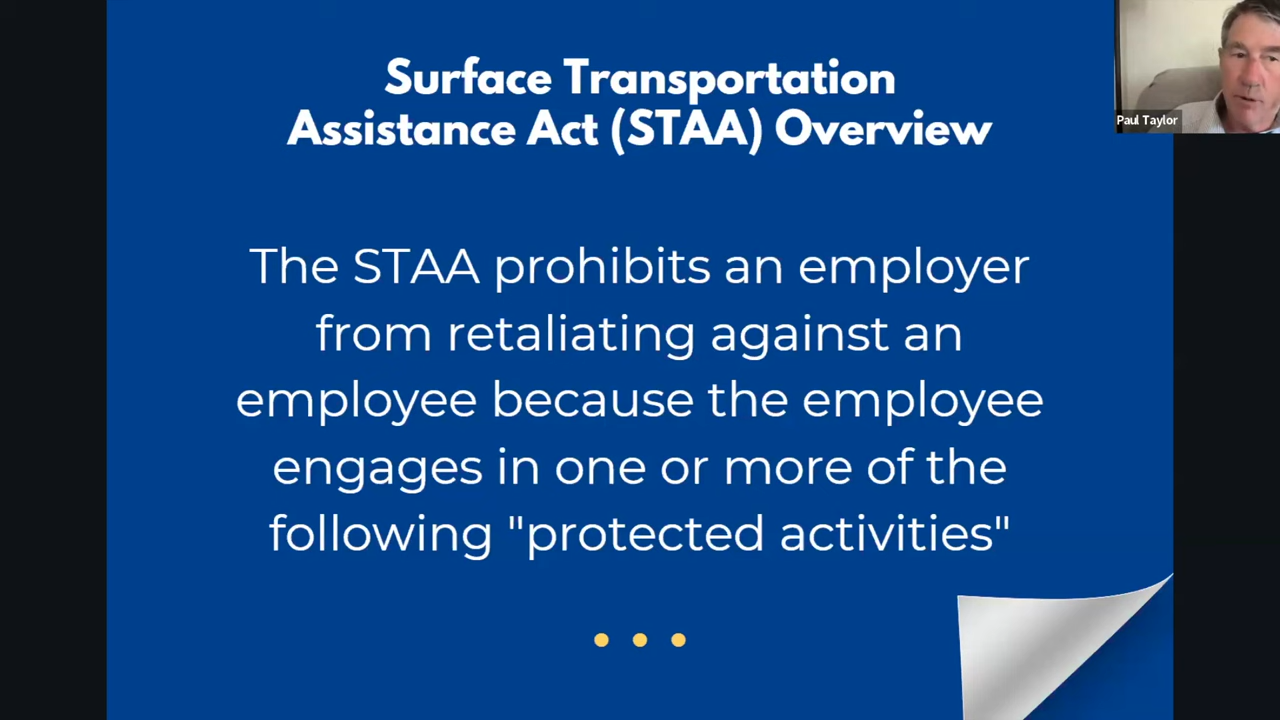 Surface Transportation
Assistance Act (STAA) Overview
Paul Taylor
The STAA prohibits an employer
from retaliating against an
employee because the employee
engages in one or more of the
following "protected activities"